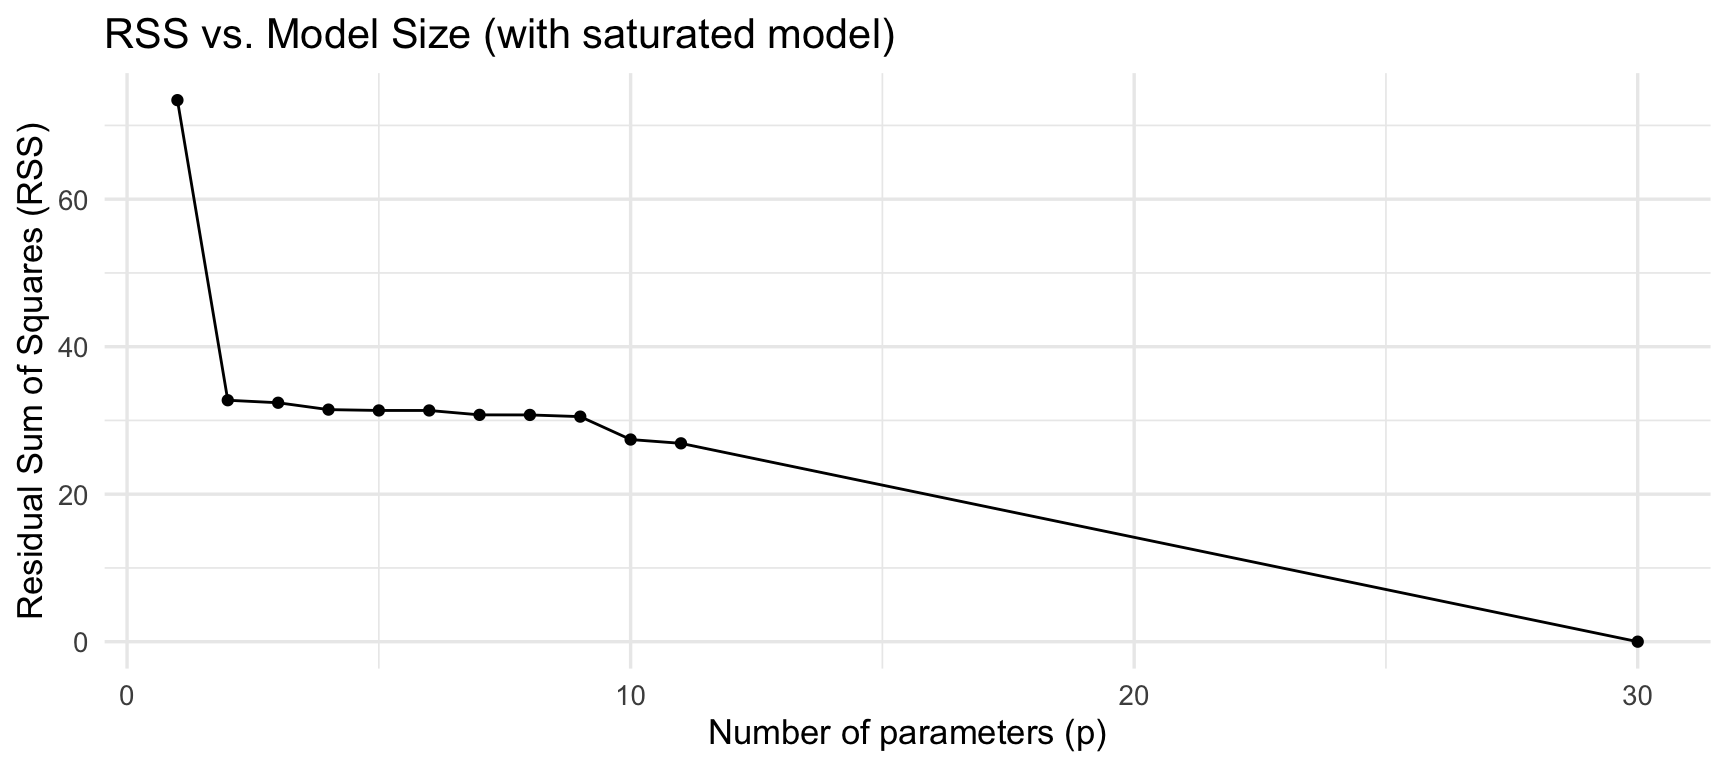 RSS vs. Model Size (with saturated model)
Residual Sum of Squares (RSS)
60
40
20
0
0
10
20
30
Number of parameters (p)